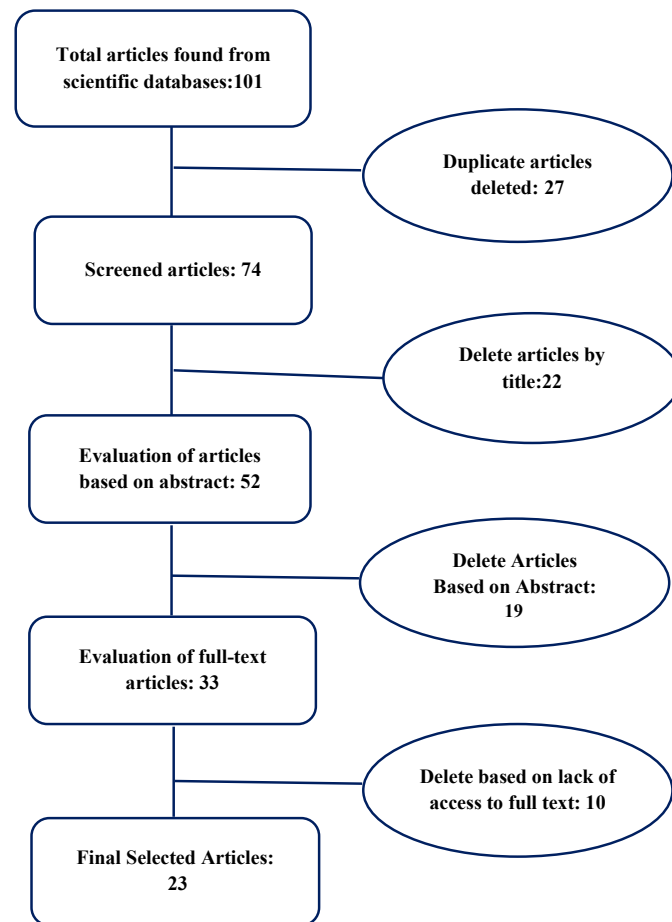 Total articles found from
scientific databases:101
Duplicate articles
deleted: 27
Screened articles: 74
Delete articles by
title:22
Evaluation of articles
based on abstract: 52
Delete Articles
Based on Abstract:
19
Evaluation of full-text
articles: 33
Delete based on lack of
access to full text: 10
Final Selected Articles:
23